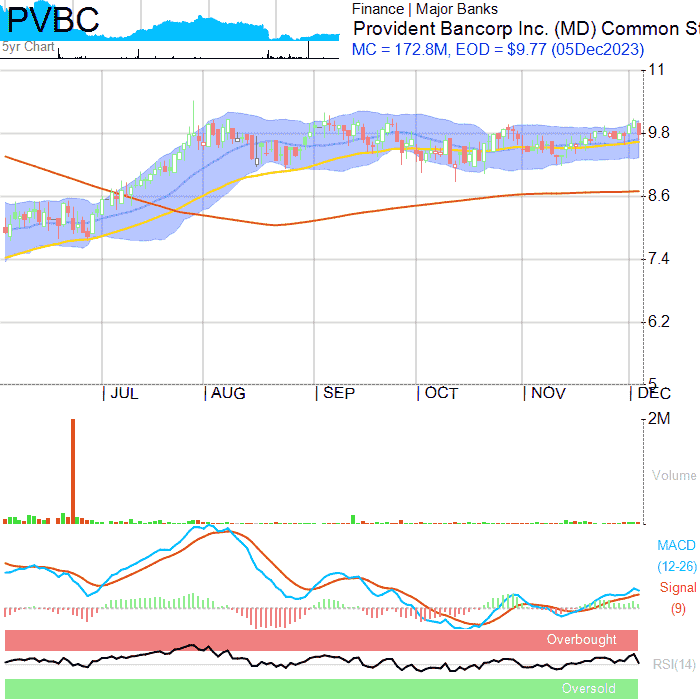 PVBC
5yr Chart
Finance | Major Banks
Provident Bancorp Inc. (MD) Common St
MC = 172.8M, EOD = $9.77 (05Dec2023)
11
9.8
8.6
7.4
6.2
5
JUL AUG SEP OCT NOV DEC
2M
Volume
MACD
(12-26)
Signal
(9)
Overbought
RSI(14)
Oversold